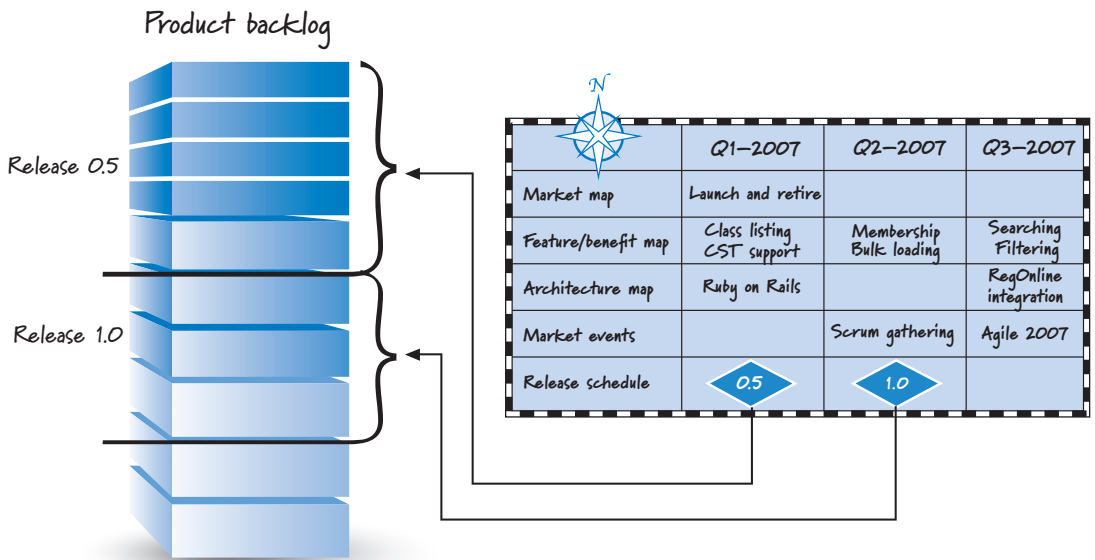 Product backlog
Release 0.5
Release 1.0
N
Q1–2007 Q2–2007 Q3–2007
Market map Launch and retire
Feature/benefit map Class listing CST support Membership Bulk loading Searching Filtering
Architecture map Ruby on Rails RegOnline integration
Market events Scrum gathering Agile 2007
Release schedule 0.5 1.0